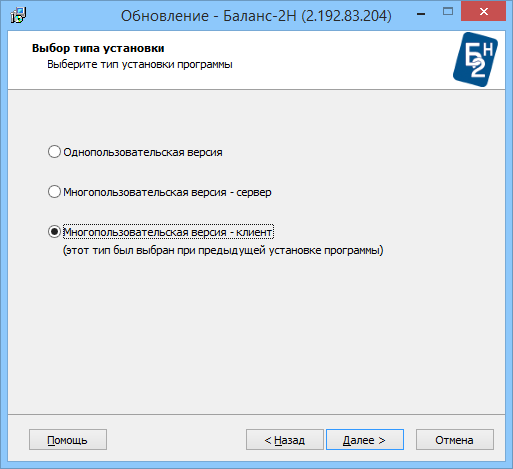 Обновление - Баланс-2Н (2.192.83.204)
Выбор типа установки
Выберите тип установки программы
Б Н
2
Однопользовательская версия
Многопользовательская версия - сервер
Многопользовательская версия - клиент
(этот тип был выбран при предыдущей установке программы)
Помощь
< Назад
Далее >
Отмена